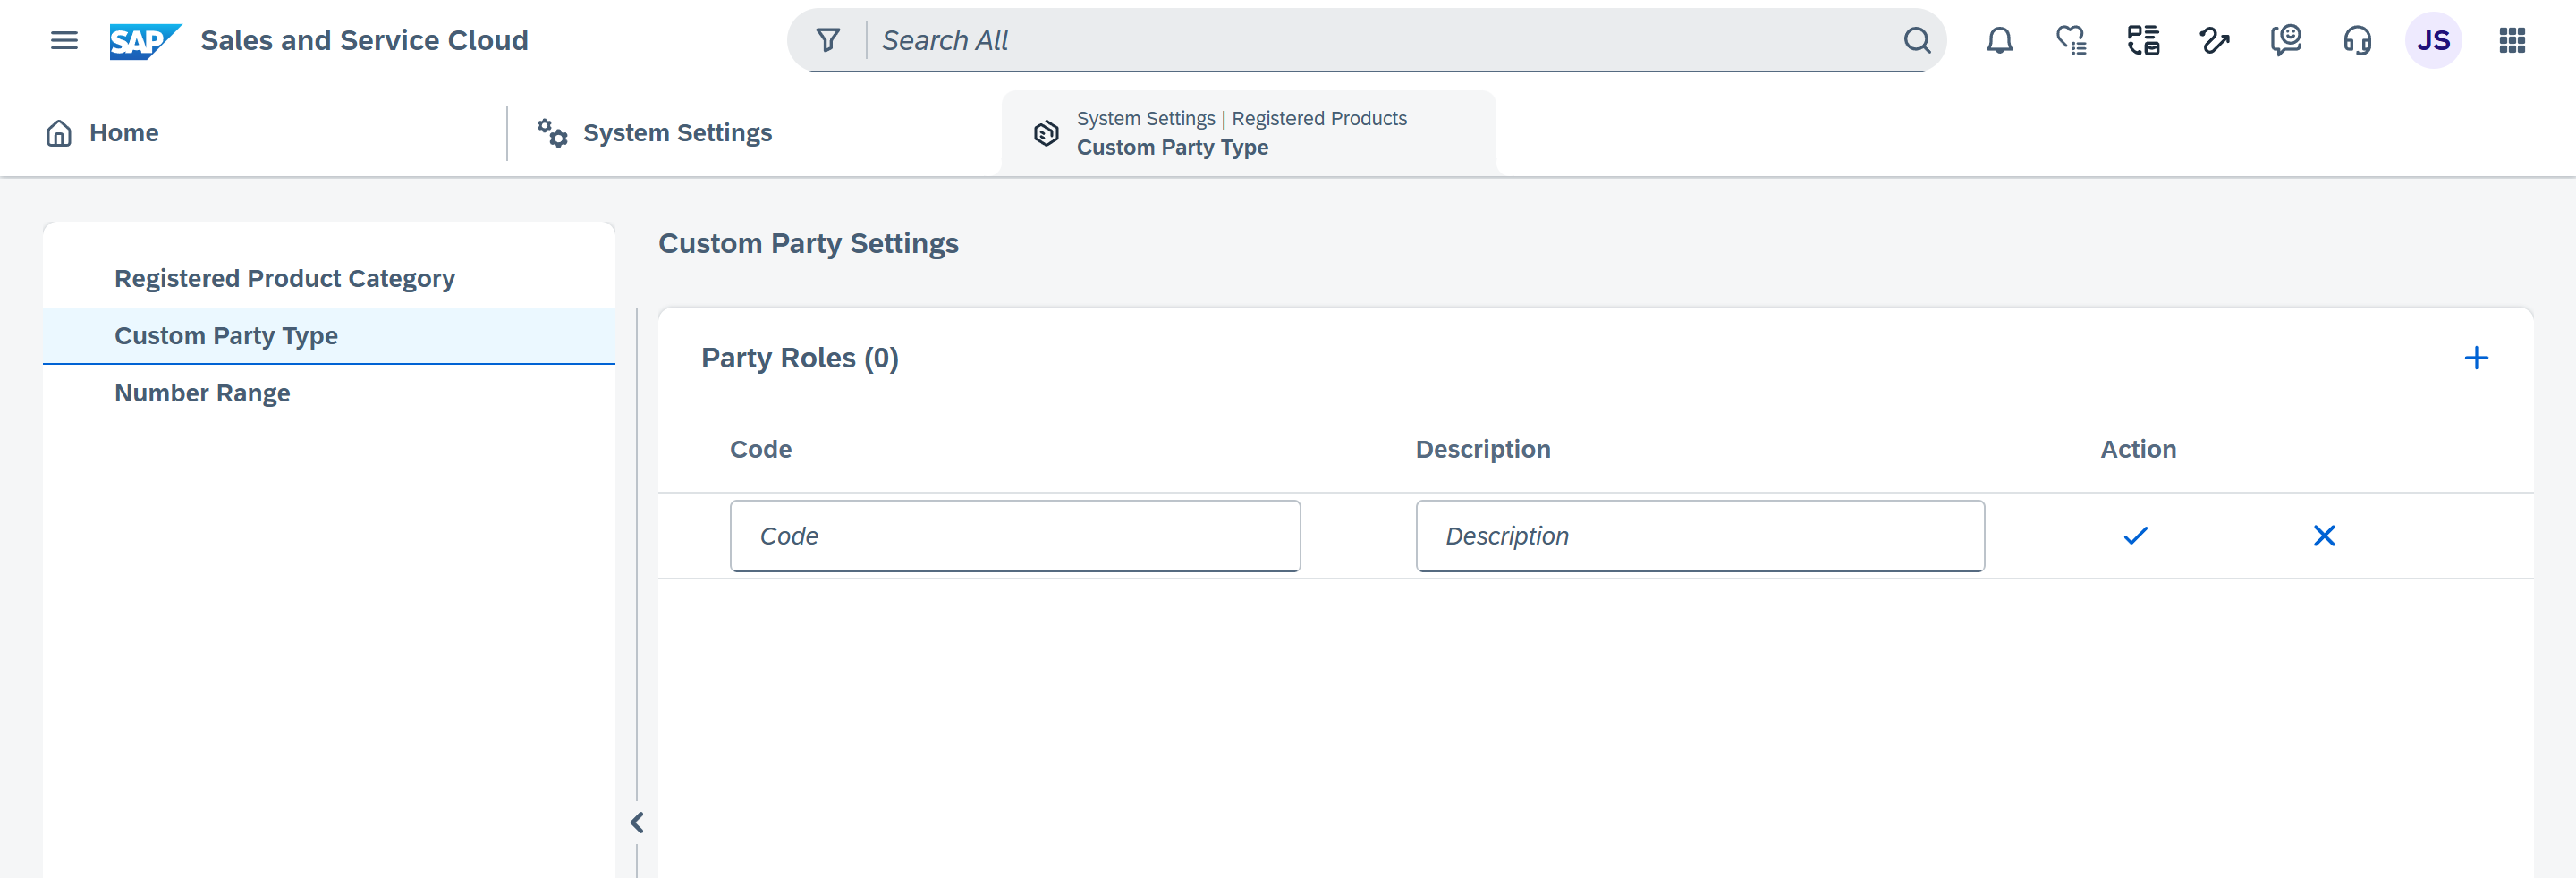 SAP Sales and Service Cloud
Search All
JS
Home
System Settings
System Settings | Registered Products
Custom Party Type
Registered Product Category
Custom Party Type
Number Range
Custom Party Settings
Party Roles (0)
Code Description Action
Code Description